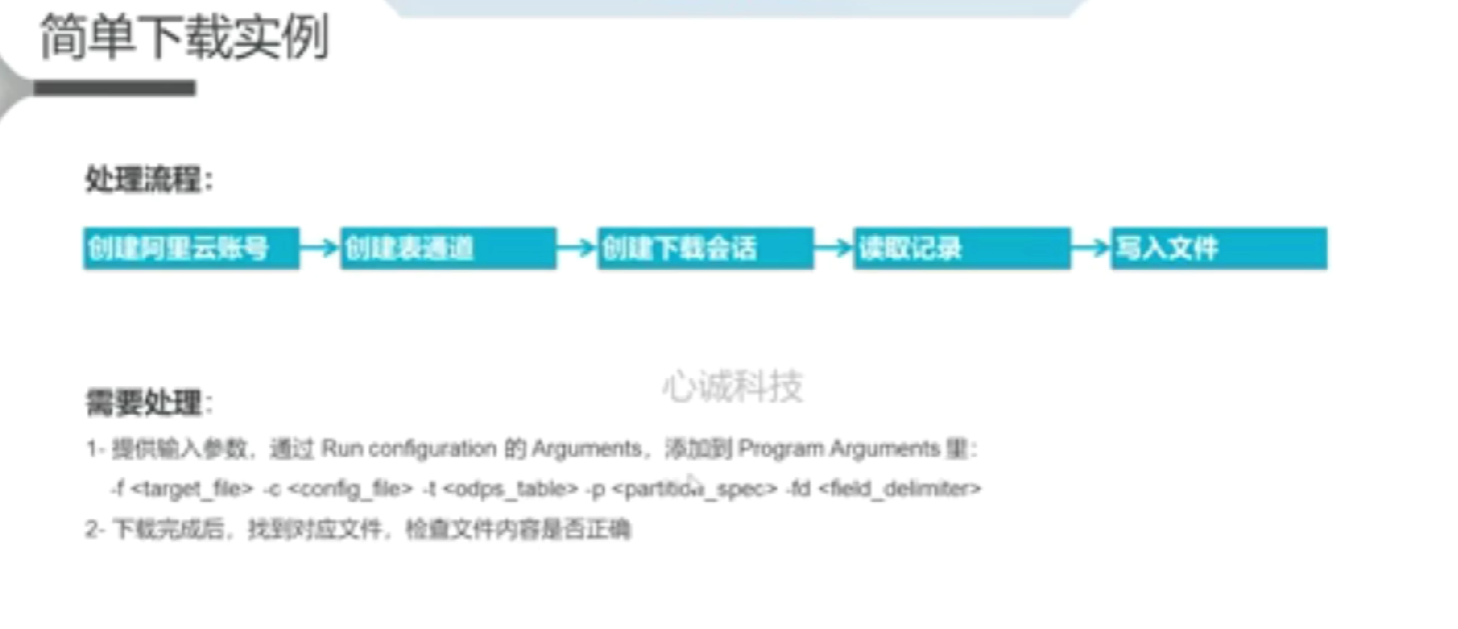 简单下载实例
处理流程：
创建阿里云账号 创建表通道 创建下载会话 读取记录 写入文件
心诚科技
需要处理：
1- 提供输入参数，通过 Run configuration 的 Arguments，添加到 Program Arguments 里：
-f <target_file> -c <config_file> -t <odps_table> -p <partition_spec> -fd <field_delimiter>
2- 下载完成后，找到对应文件，检查文件内容是否正确